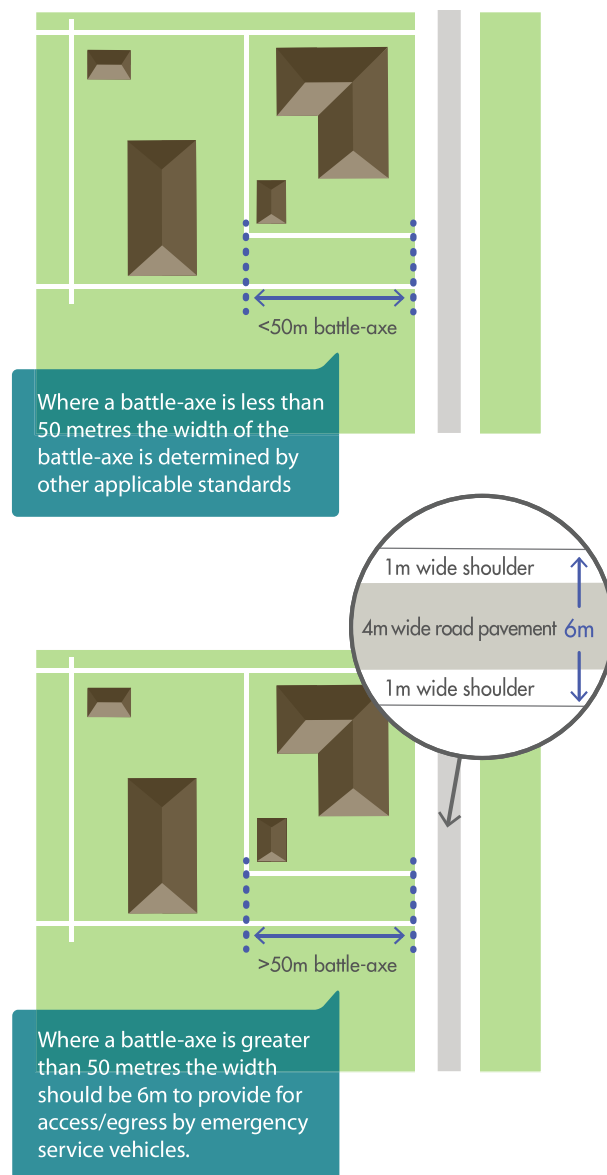 <50m battle-axe
Where a battle-axe is less than
50 metres the width of the
battle-axe is determined by
other applicable standards
1m wide shoulder
4m wide road pavement 6m
1m wide shoulder
>50m battle-axe
Where a battle-axe is greater
than 50 metres the width
should be 6m to provide for
access/egress by emergency
service vehicles.